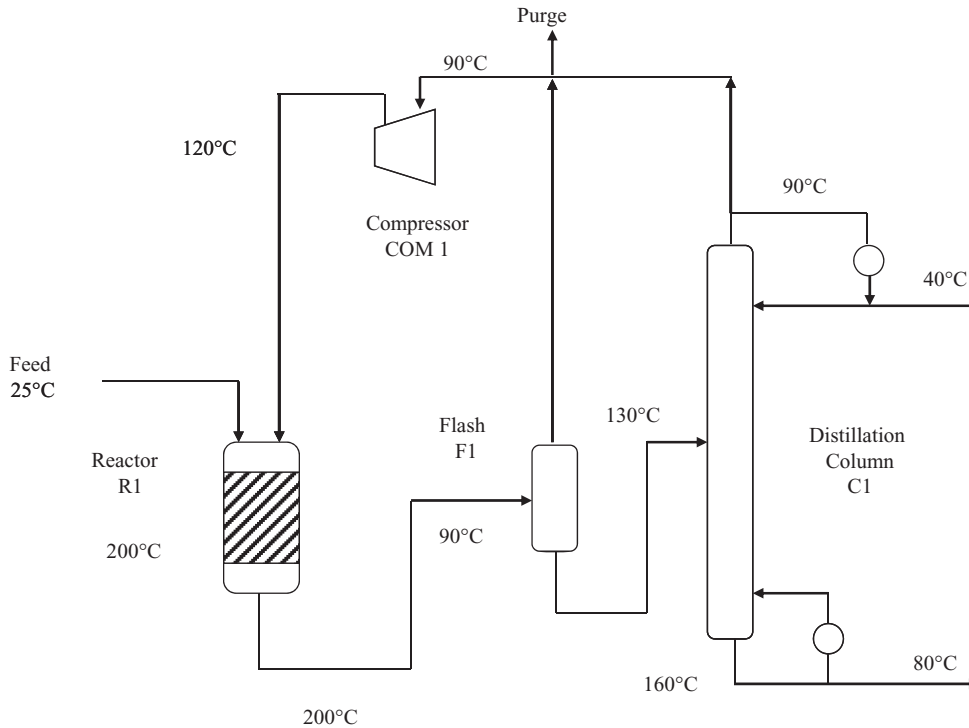 Purge
90°C
120°C
Compressor
COM 1
90°C
40°C
Feed
25°C
Flash
F1
130°C
Distillation
Column
C1
Reactor
R1
200°C
90°C
160°C
80°C
200°C